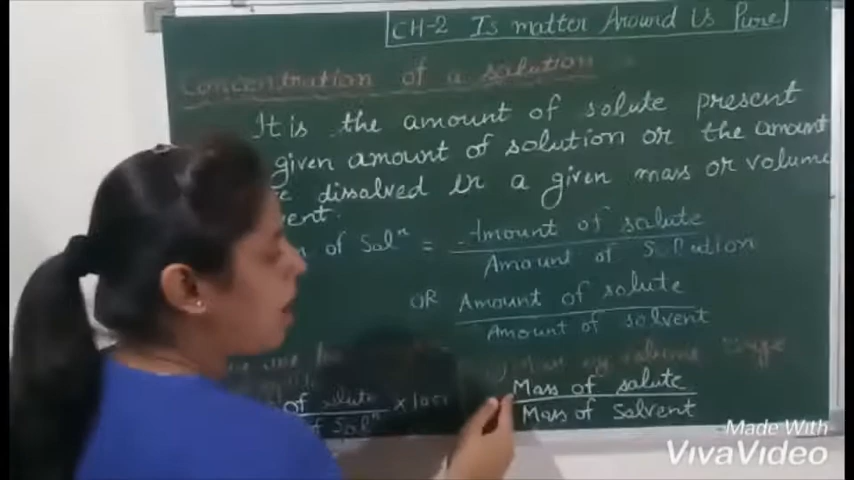 CH-2 Is matter Around Us Pure
Concentration of a solution
It is the amount of solute present
given amount of solution or the amount
dissolved in a given mass or volume
of Solⁿ = Amount of solute
Amount of Solution
OR Amount of solute
Amount of solvent
Mass by Volume
of solute × 100
of Solⁿ
Mass of solute
Mass of Solvent
Made With
VivaVideo